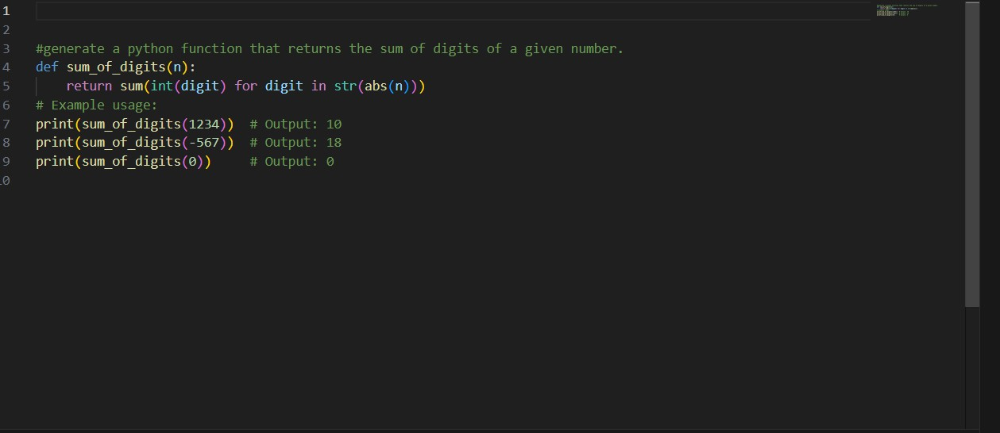 1
2
3 #generate a python function that returns the sum of digits of a given number.
4 def sum_of_digits(n):
5     return sum(int(digit) for digit in str(abs(n)))
6 # Example usage:
7 print(sum_of_digits(1234))  # Output: 10
8 print(sum_of_digits(-567))  # Output: 18
9 print(sum_of_digits(0))     # Output: 0
10